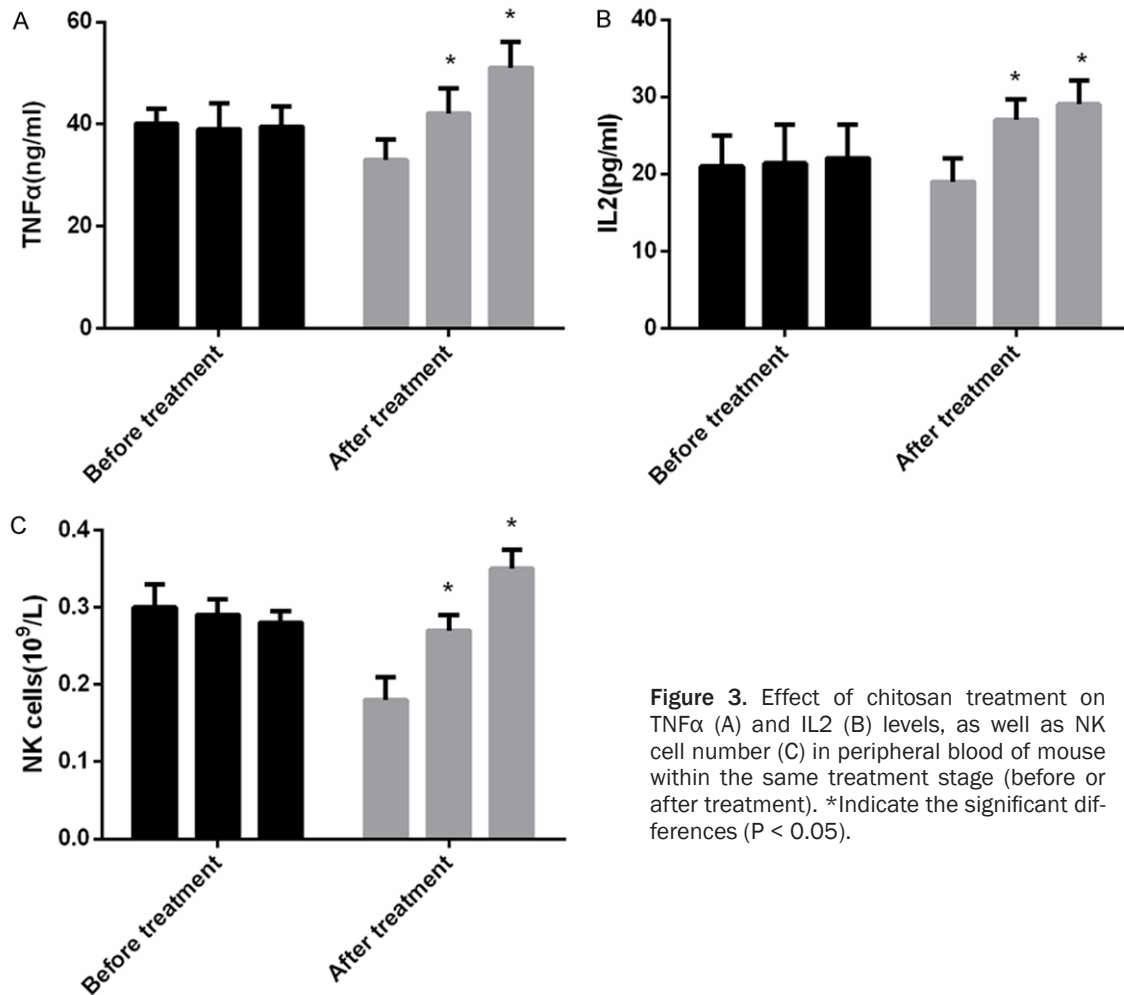 A
TNFα(ng/ml)
60
40
20
0
*
*
Before treatment
After treatment
B
IL2(pg/ml)
40
30
20
10
0
*
*
Before treatment
After treatment
C
NK cells(10⁹/L)
0.4
0.3
0.2
0.1
0.0
*
*
Before treatment
After treatment
Figure 3. Effect of chitosan treatment on
TNFα (A) and IL2 (B) levels, as well as NK
cell number (C) in peripheral blood of mouse
within the same treatment stage (before or
after treatment). *Indicate the significant dif-
ferences (P < 0.05).